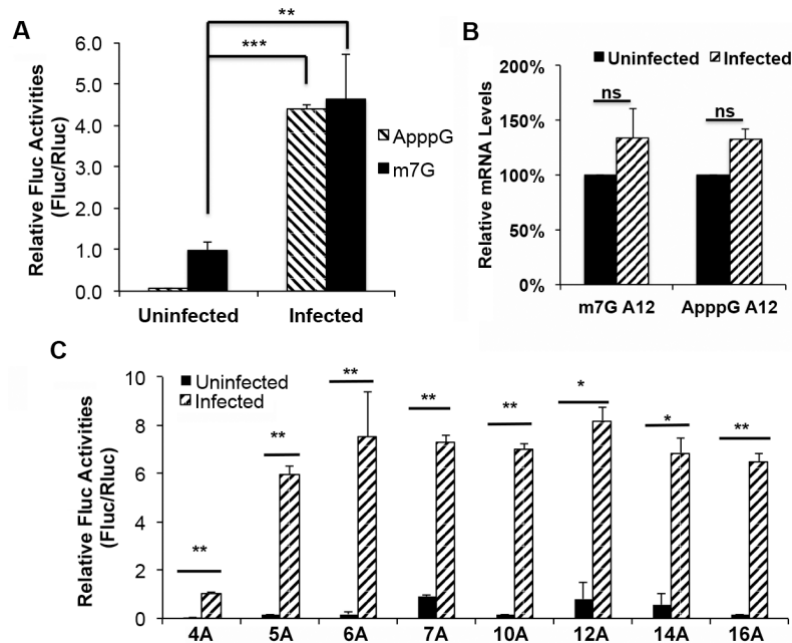 A
Relative Fluc Activities
(Fluc/Rluc)
6.0
5.0
4.0
3.0
2.0
1.0
0.0
**
***
ApppG
m7G
Uninfected Infected
B
Uninfected Infected
Relative mRNA Levels
200%
150%
100%
50%
0%
ns
ns
m7G A12 ApppG A12
C
Uninfected
Infected
Relative Fluc Activities
(Fluc/Rluc)
10
8
6
4
2
0
**
**
**
**
**
*
*
**
4A 5A 6A 7A 10A 12A 14A 16A